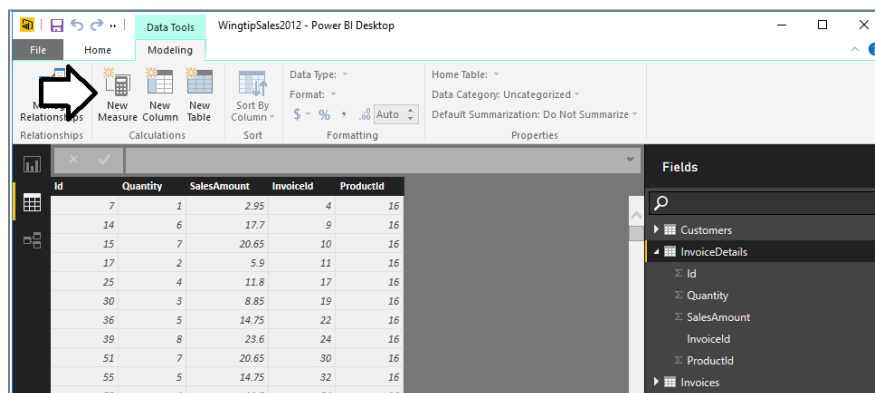 Data Tools WingtipSales2012 - Power BI Desktop
File Home Modeling
Relationships
New Measure
New Column
New Table
Sort By Column
Data Type:
Format:
$ % , .00 Auto
Home Table:
Data Category: Uncategorized
Default Summarization: Do Not Summarize
Relationships Calculations Sort Formatting Properties
Fields
Id Quantity SalesAmount InvoiceId ProductId
7 1 2.95 4 16
14 6 17.7 9 16
15 7 20.65 10 16
17 2 5.9 11 16
25 4 11.8 17 16
30 3 8.85 19 16
36 5 14.75 22 16
39 8 23.6 24 16
51 7 20.65 30 16
55 5 14.75 32 16
Customers
InvoiceDetails
Σ Id
Σ Quantity
Σ SalesAmount
InvoiceId
Σ ProductId
Invoices